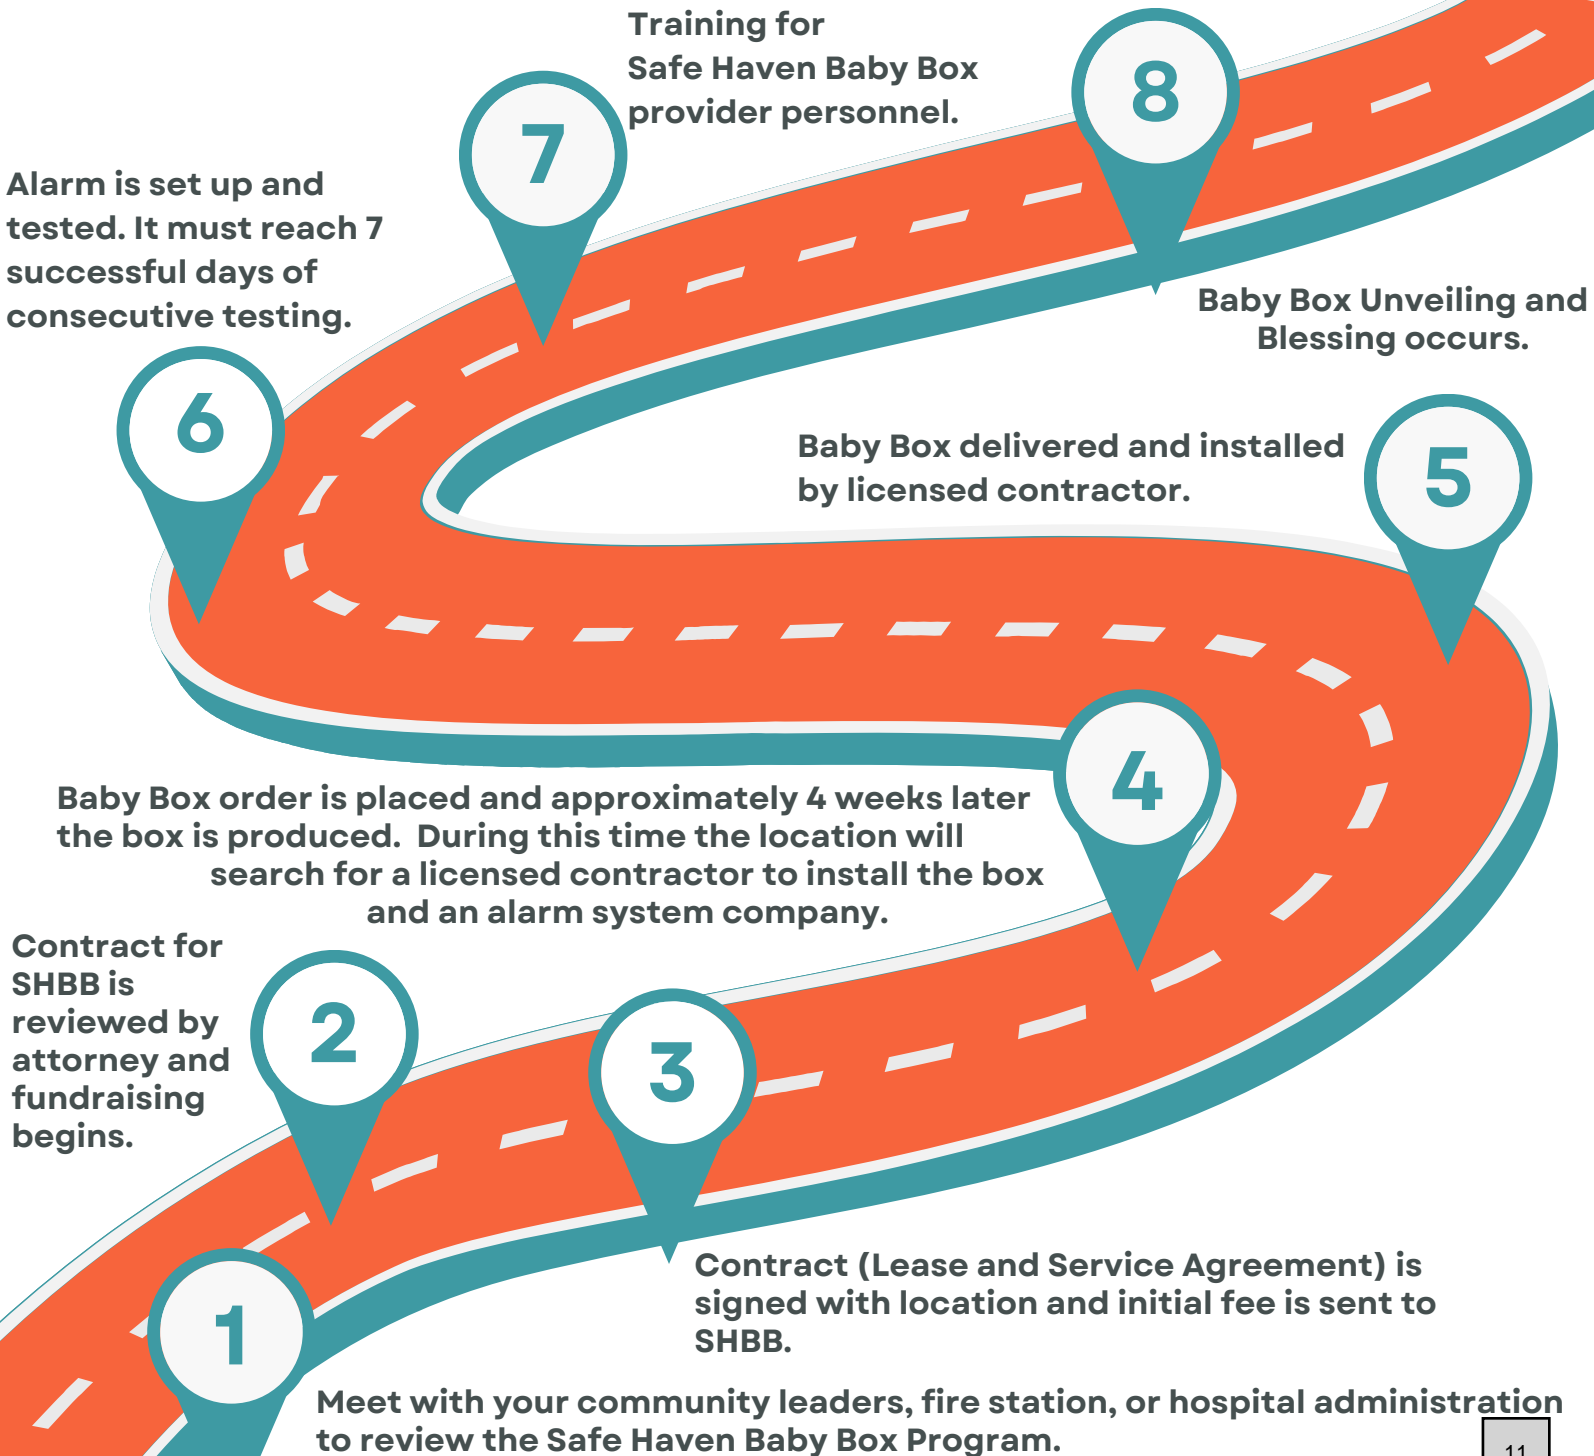 Training for
Safe Haven Baby Box
provider personnel.
8
7
Alarm is set up and
tested. It must reach 7
successful days of
consecutive testing.
Baby Box Unveiling and
Blessing occurs.
6
Baby Box delivered and installed
by licensed contractor.
5
4
Baby Box order is placed and approximately 4 weeks later
the box is produced.  During this time the location will
search for a licensed contractor to install the box
and an alarm system company.
Contract for
SHBB is
reviewed by
attorney and
fundraising
begins.
2
3
Contract (Lease and Service Agreement) is
signed with location and initial fee is sent to
SHBB.
1
Meet with your community leaders, fire station, or hospital administration
to review the Safe Haven Baby Box Program.
11